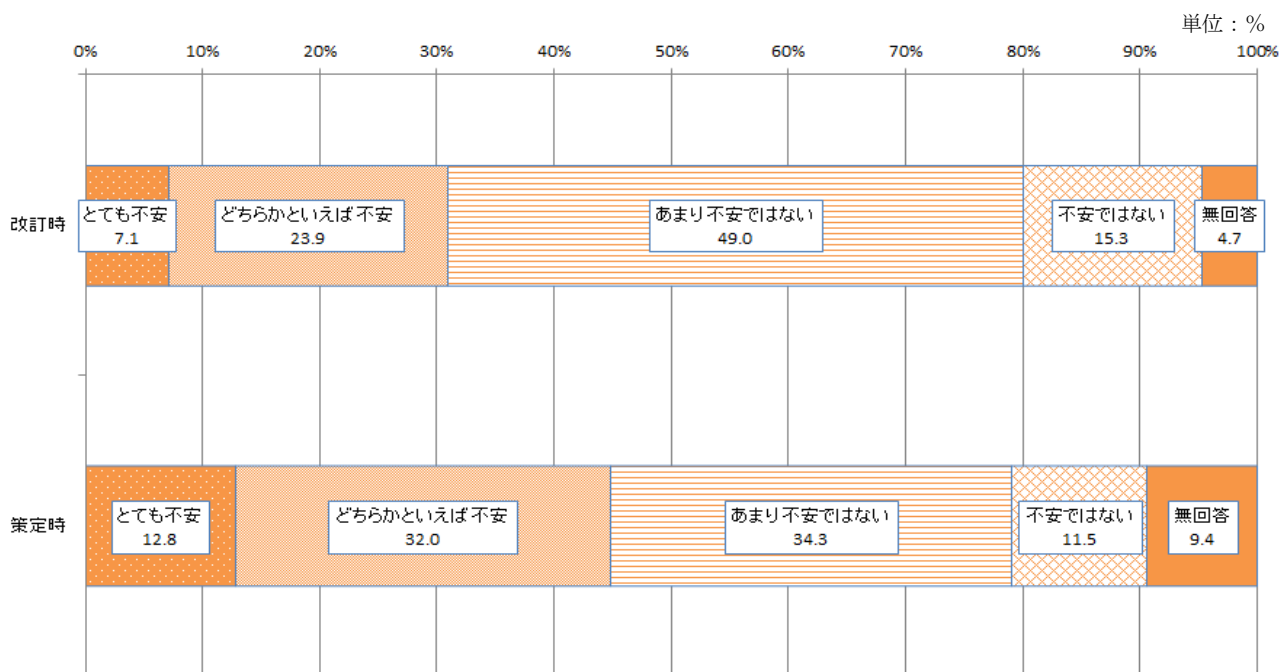 単位：％
0% 10% 20% 30% 40% 50% 60% 70% 80% 90% 100%
改訂時
とても不安
7.1
どちらかといえば不安
23.9
あまり不安ではない
49.0
不安ではない
15.3
無回答
4.7
策定時
とても不安
12.8
どちらかといえば不安
32.0
あまり不安ではない
34.3
不安ではない
11.5
無回答
9.4